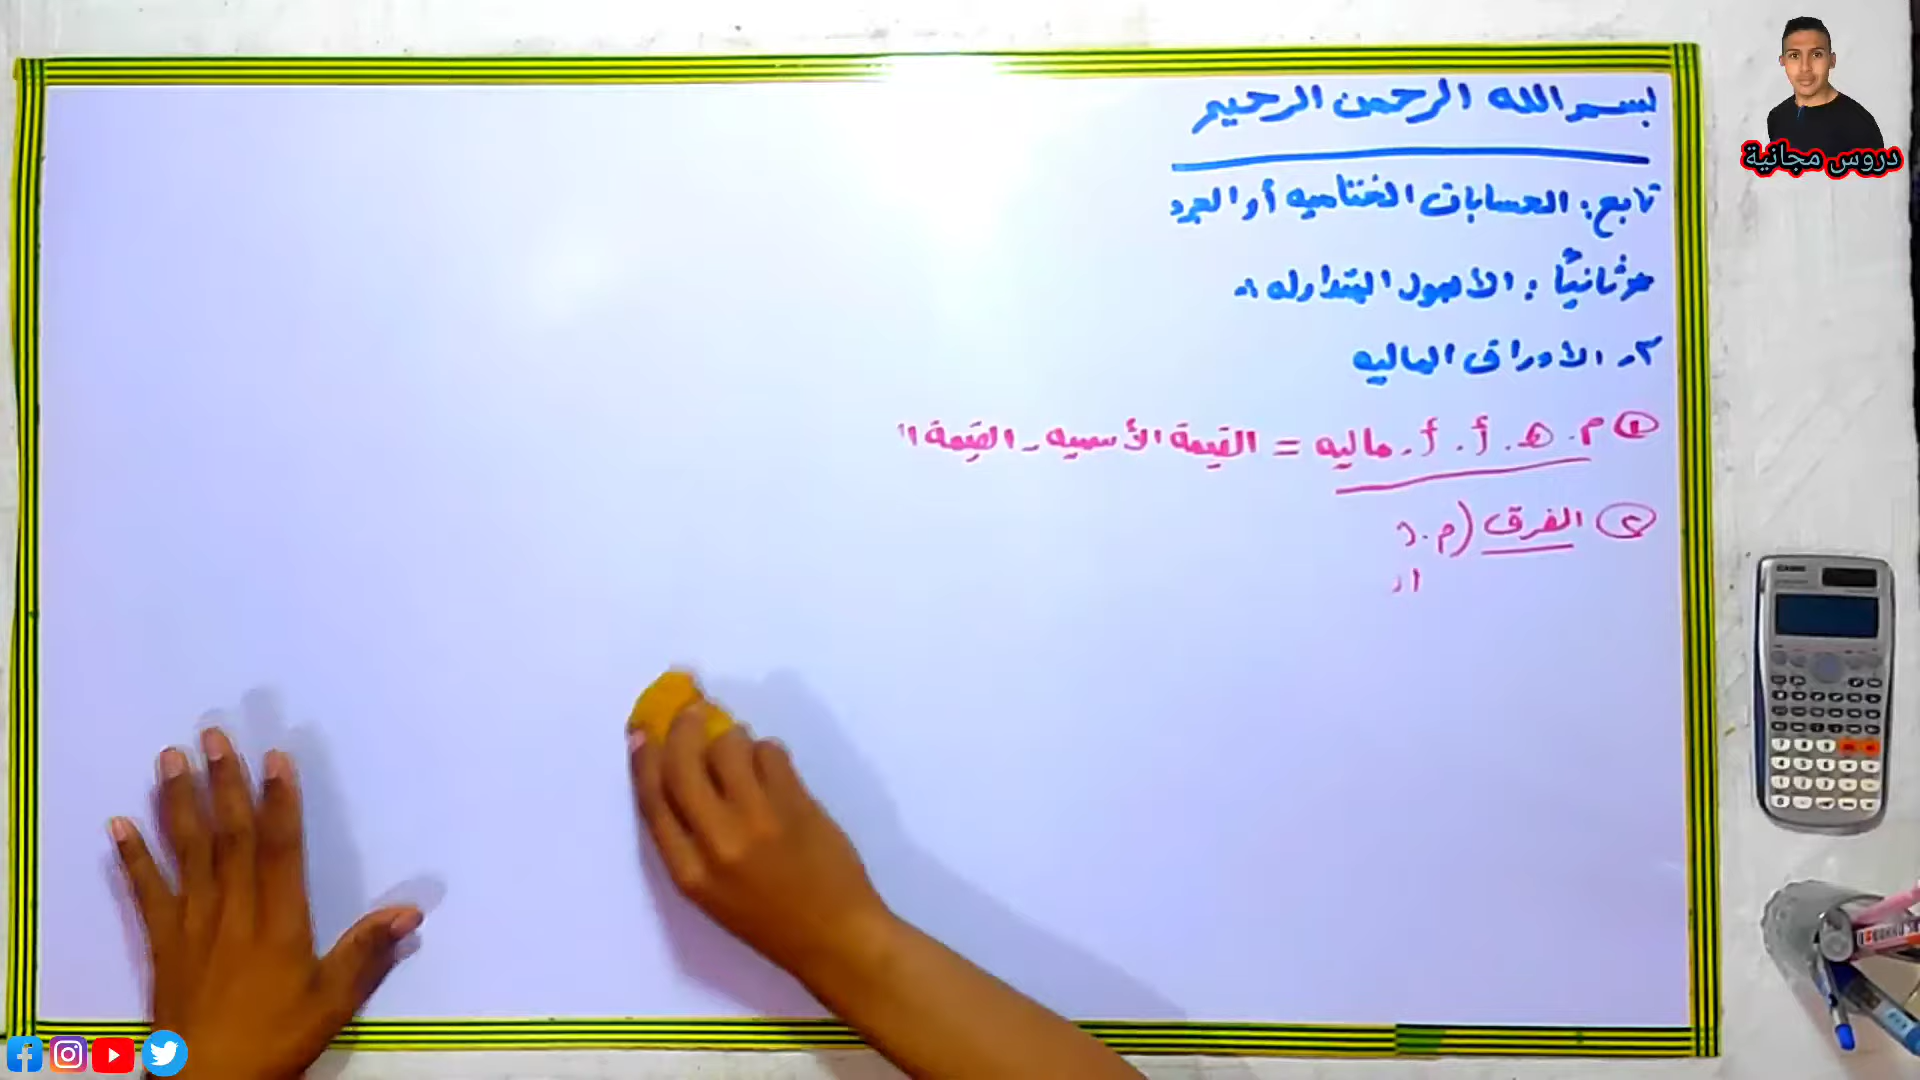 بسم الله الرحمن الرحيم
تابع: الحسابات الختاميه أو الجرد
ثانياً: الأصول المتداوله:
٢- الأوراق الماليه
① م. ه. أ. أ. ماليه = القيمة الأسميه - القيمة ا
② الفرق (م.
دروس مجانية
CASIO